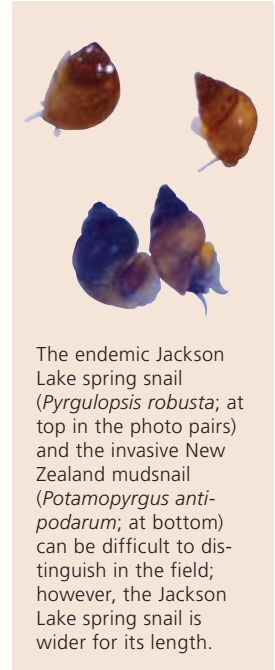 The endemic Jackson
Lake spring snail
(Pyrgulopsis robusta; at
top in the photo pairs)
and the invasive New
Zealand mudsnail
(Potamopyrgus anti-
podarum; at bottom)
can be difficult to dis-
tinguish in the field;
however, the Jackson
Lake spring snail is
wider for its length.